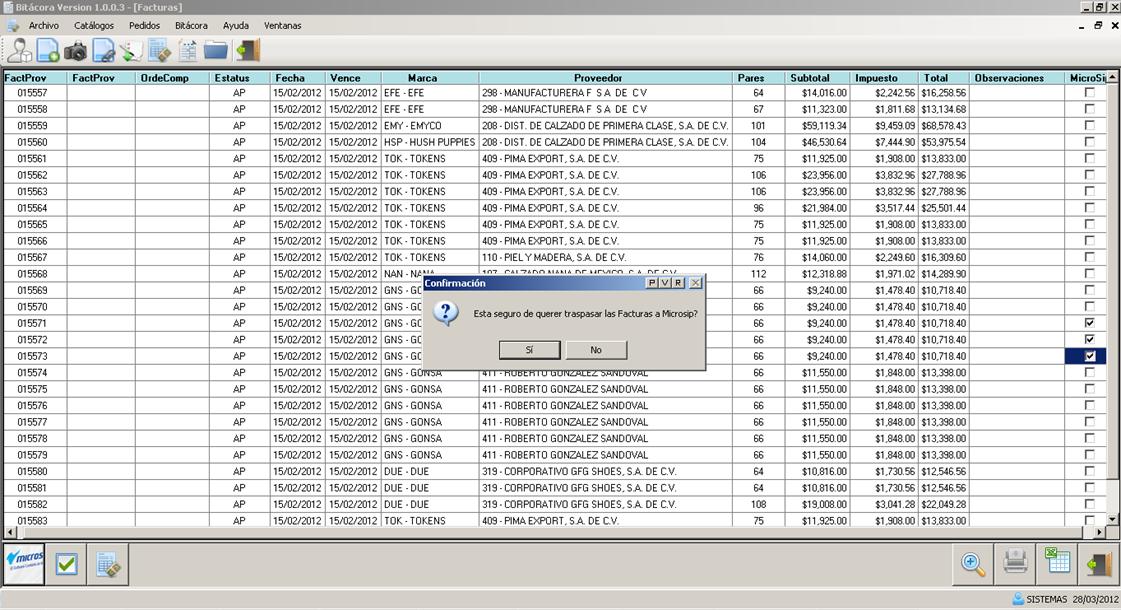 Bitácora Version 1.0.0.3 - [Facturas]
Archivo Catálogos Pedidos Bitácora Ayuda Ventanas
FactProv FactProv OrdeComp Estatus Fecha Vence Marca Proveedor Pares Subtotal Impuesto Total Observaciones MicroSip
015557 AP 15/02/2012 15/02/2012 EFE - EFE 298 - MANUFACTURERA F S A DE C V 64 $14,016.00 $2,242.56 $16,258.56
015558 AP 15/02/2012 15/02/2012 EFE - EFE 298 - MANUFACTURERA F S A DE C V 67 $11,323.00 $1,811.68 $13,134.68
015559 AP 15/02/2012 15/02/2012 EMY - EMYCO 208 - DIST. DE CALZADO DE PRIMERA CLASE, S.A. DE C.V. 101 $59,119.34 $9,459.09 $68,578.43
015560 AP 15/02/2012 15/02/2012 HSP - HUSH PUPPIES 208 - DIST. DE CALZADO DE PRIMERA CLASE, S.A. DE C.V. 104 $46,530.64 $7,444.90 $53,975.54
015561 AP 15/02/2012 15/02/2012 TOK - TOKENS 409 - PIMA EXPORT, S.A. DE C.V. 75 $11,925.00 $1,908.00 $13,833.00
015562 AP 15/02/2012 15/02/2012 TOK - TOKENS 409 - PIMA EXPORT, S.A. DE C.V. 106 $23,956.00 $3,832.96 $27,788.96
015563 AP 15/02/2012 15/02/2012 TOK - TOKENS 409 - PIMA EXPORT, S.A. DE C.V. 106 $23,956.00 $3,832.96 $27,788.96
015564 AP 15/02/2012 15/02/2012 TOK - TOKENS 409 - PIMA EXPORT, S.A. DE C.V. 96 $21,984.00 $3,517.44 $25,501.44
015565 AP 15/02/2012 15/02/2012 TOK - TOKENS 409 - PIMA EXPORT, S.A. DE C.V. 75 $11,925.00 $1,908.00 $13,833.00
015566 AP 15/02/2012 15/02/2012 TOK - TOKENS 409 - PIMA EXPORT, S.A. DE C.V. 75 $11,925.00 $1,908.00 $13,833.00
015567 AP 15/02/2012 15/02/2012 TOK - TOKENS 110 - PIEL Y MADERA, S.A. DE C.V. 76 $14,060.00 $2,249.60 $16,309.60
015568 AP 15/02/2012 15/02/2012 NAN - NANA 107 - CALZADO NANA DE MEXICO, S.A. DE C.V. 112 $12,318.88 $1,971.02 $14,289.90
015569 AP 15/02/2012 15/02/2012 GNS - GO 66 $9,240.00 $1,478.40 $10,718.40
015570 AP 15/02/2012 15/02/2012 GNS - GO 66 $9,240.00 $1,478.40 $10,718.40
015571 AP 15/02/2012 15/02/2012 GNS - GO 66 $9,240.00 $1,478.40 $10,718.40
015572 AP 15/02/2012 15/02/2012 GNS - GO 66 $9,240.00 $1,478.40 $10,718.40
015573 AP 15/02/2012 15/02/2012 GNS - GO 66 $9,240.00 $1,478.40 $10,718.40
Confirmación P V R
Esta seguro de querer traspasar las Facturas a Microsip?
Sí No
015574 AP 15/02/2012 15/02/2012 GNS - GONSA 411 - ROBERTO GONZALEZ SANDOVAL 66 $11,550.00 $1,848.00 $13,398.00
015575 AP 15/02/2012 15/02/2012 GNS - GONSA 411 - ROBERTO GONZALEZ SANDOVAL 66 $11,550.00 $1,848.00 $13,398.00
015576 AP 15/02/2012 15/02/2012 GNS - GONSA 411 - ROBERTO GONZALEZ SANDOVAL 66 $11,550.00 $1,848.00 $13,398.00
015577 AP 15/02/2012 15/02/2012 GNS - GONSA 411 - ROBERTO GONZALEZ SANDOVAL 66 $11,550.00 $1,848.00 $13,398.00
015578 AP 15/02/2012 15/02/2012 GNS - GONSA 411 - ROBERTO GONZALEZ SANDOVAL 66 $11,550.00 $1,848.00 $13,398.00
015579 AP 15/02/2012 15/02/2012 GNS - GONSA 411 - ROBERTO GONZALEZ SANDOVAL 66 $11,550.00 $1,848.00 $13,398.00
015580 AP 15/02/2012 15/02/2012 DUE - DUE 319 - CORPORATIVO GFG SHOES, S.A. DE C.V. 64 $10,816.00 $1,730.56 $12,546.56
015581 AP 15/02/2012 15/02/2012 DUE - DUE 319 - CORPORATIVO GFG SHOES, S.A. DE C.V. 64 $10,816.00 $1,730.56 $12,546.56
015582 AP 15/02/2012 15/02/2012 DUE - DUE 319 - CORPORATIVO GFG SHOES, S.A. DE C.V. 108 $19,008.00 $3,041.28 $22,049.28
015583 AP 15/02/2012 15/02/2012 TOK - TOKENS 409 - PIMA EXPORT, S.A. DE C.V. 75 $11,925.00 $1,908.00 $13,833.00
micros
SISTEMAS 28/03/2012